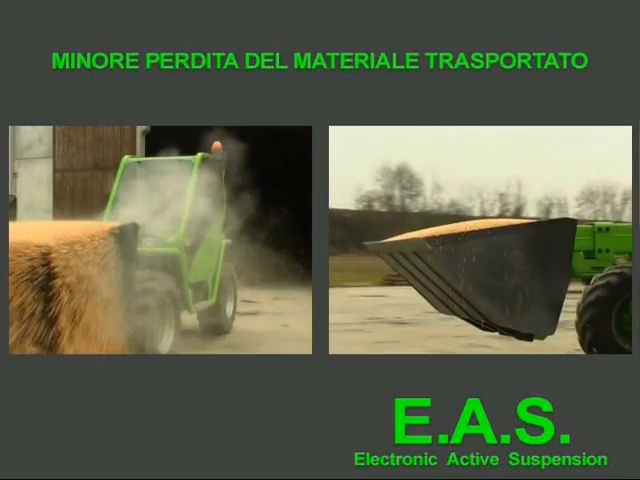 MINORE PERDITA DEL MATERIALE TRASPORTATO
E.A.S.
Electronic Active Suspension